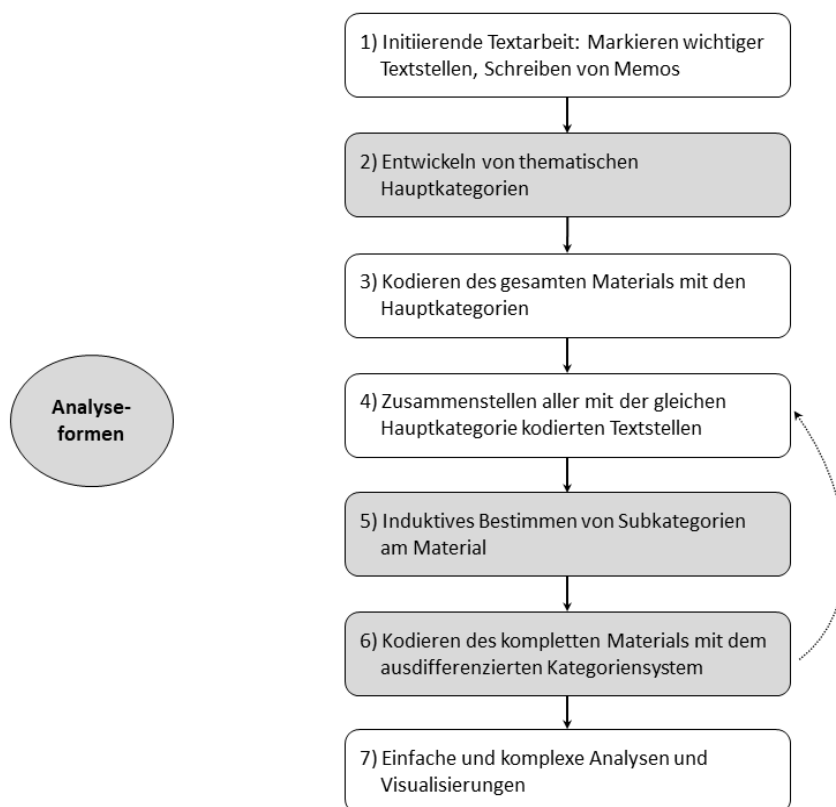 1) Initiierende Textarbeit: Markieren wichtiger
Textstellen, Schreiben von Memos
2) Entwickeln von thematischen
Hauptkategorien
3) Kodieren des gesamten Materials mit den
Hauptkategorien
Analyse-
formen
4) Zusammenstellen aller mit der gleichen
Hauptkategorie kodierten Textstellen
5) Induktives Bestimmen von Subkategorien
am Material
6) Kodieren des kompletten Materials mit dem
ausdifferenzierten Kategoriensystem
7) Einfache und komplexe Analysen und
Visualisierungen